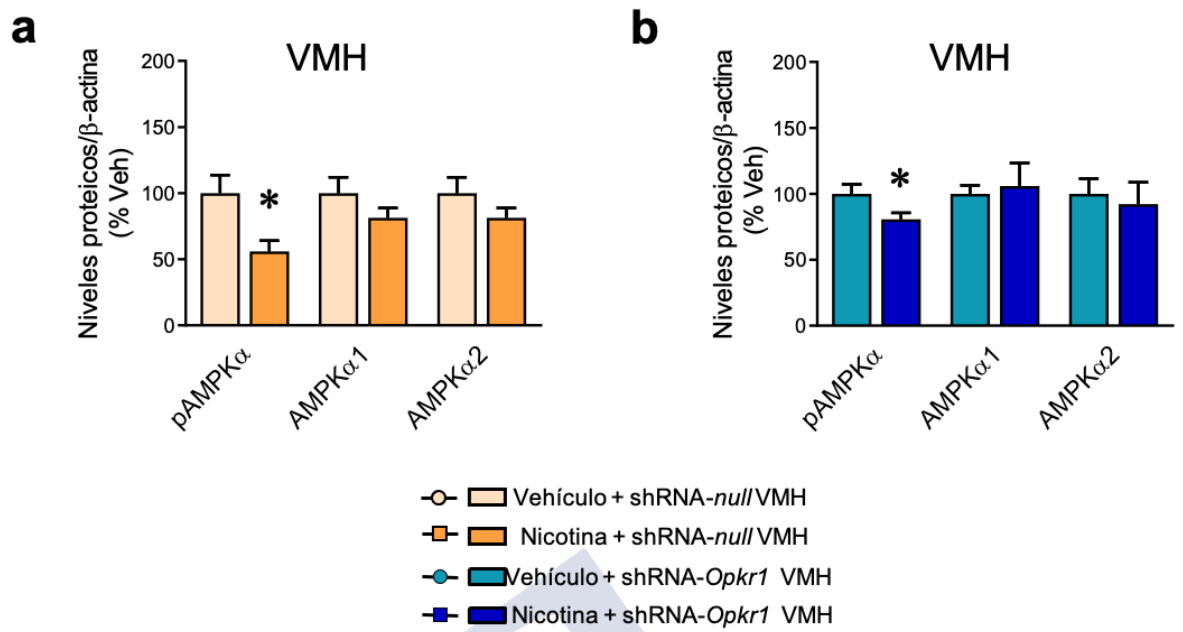 a
VMH
Niveles proteicos/β-actina
(% Veh)
200
150
100
50
0
*
pAMPKα
AMPKα1
AMPKα2
b
VMH
Niveles proteicos/β-actina
(% Veh)
200
150
100
50
0
*
pAMPKα
AMPKα1
AMPKα2
Vehículo + shRNA-null VMH
Nicotina + shRNA-null VMH
Vehículo + shRNA-Opkr1 VMH
Nicotina + shRNA-Opkr1 VMH